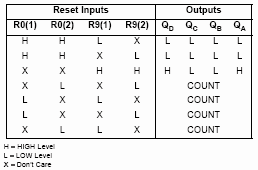 Reset Inputs Outputs
R0(1) R0(2) R9(1) R9(2) QD QC QB QA
H H L X L L L L
H H X L L L L L
X X H H H L L H
X L X L COUNT
L X L X COUNT
L X X L COUNT
X L L X COUNT
H = HIGH Level
L = LOW Level
X = Don't Care